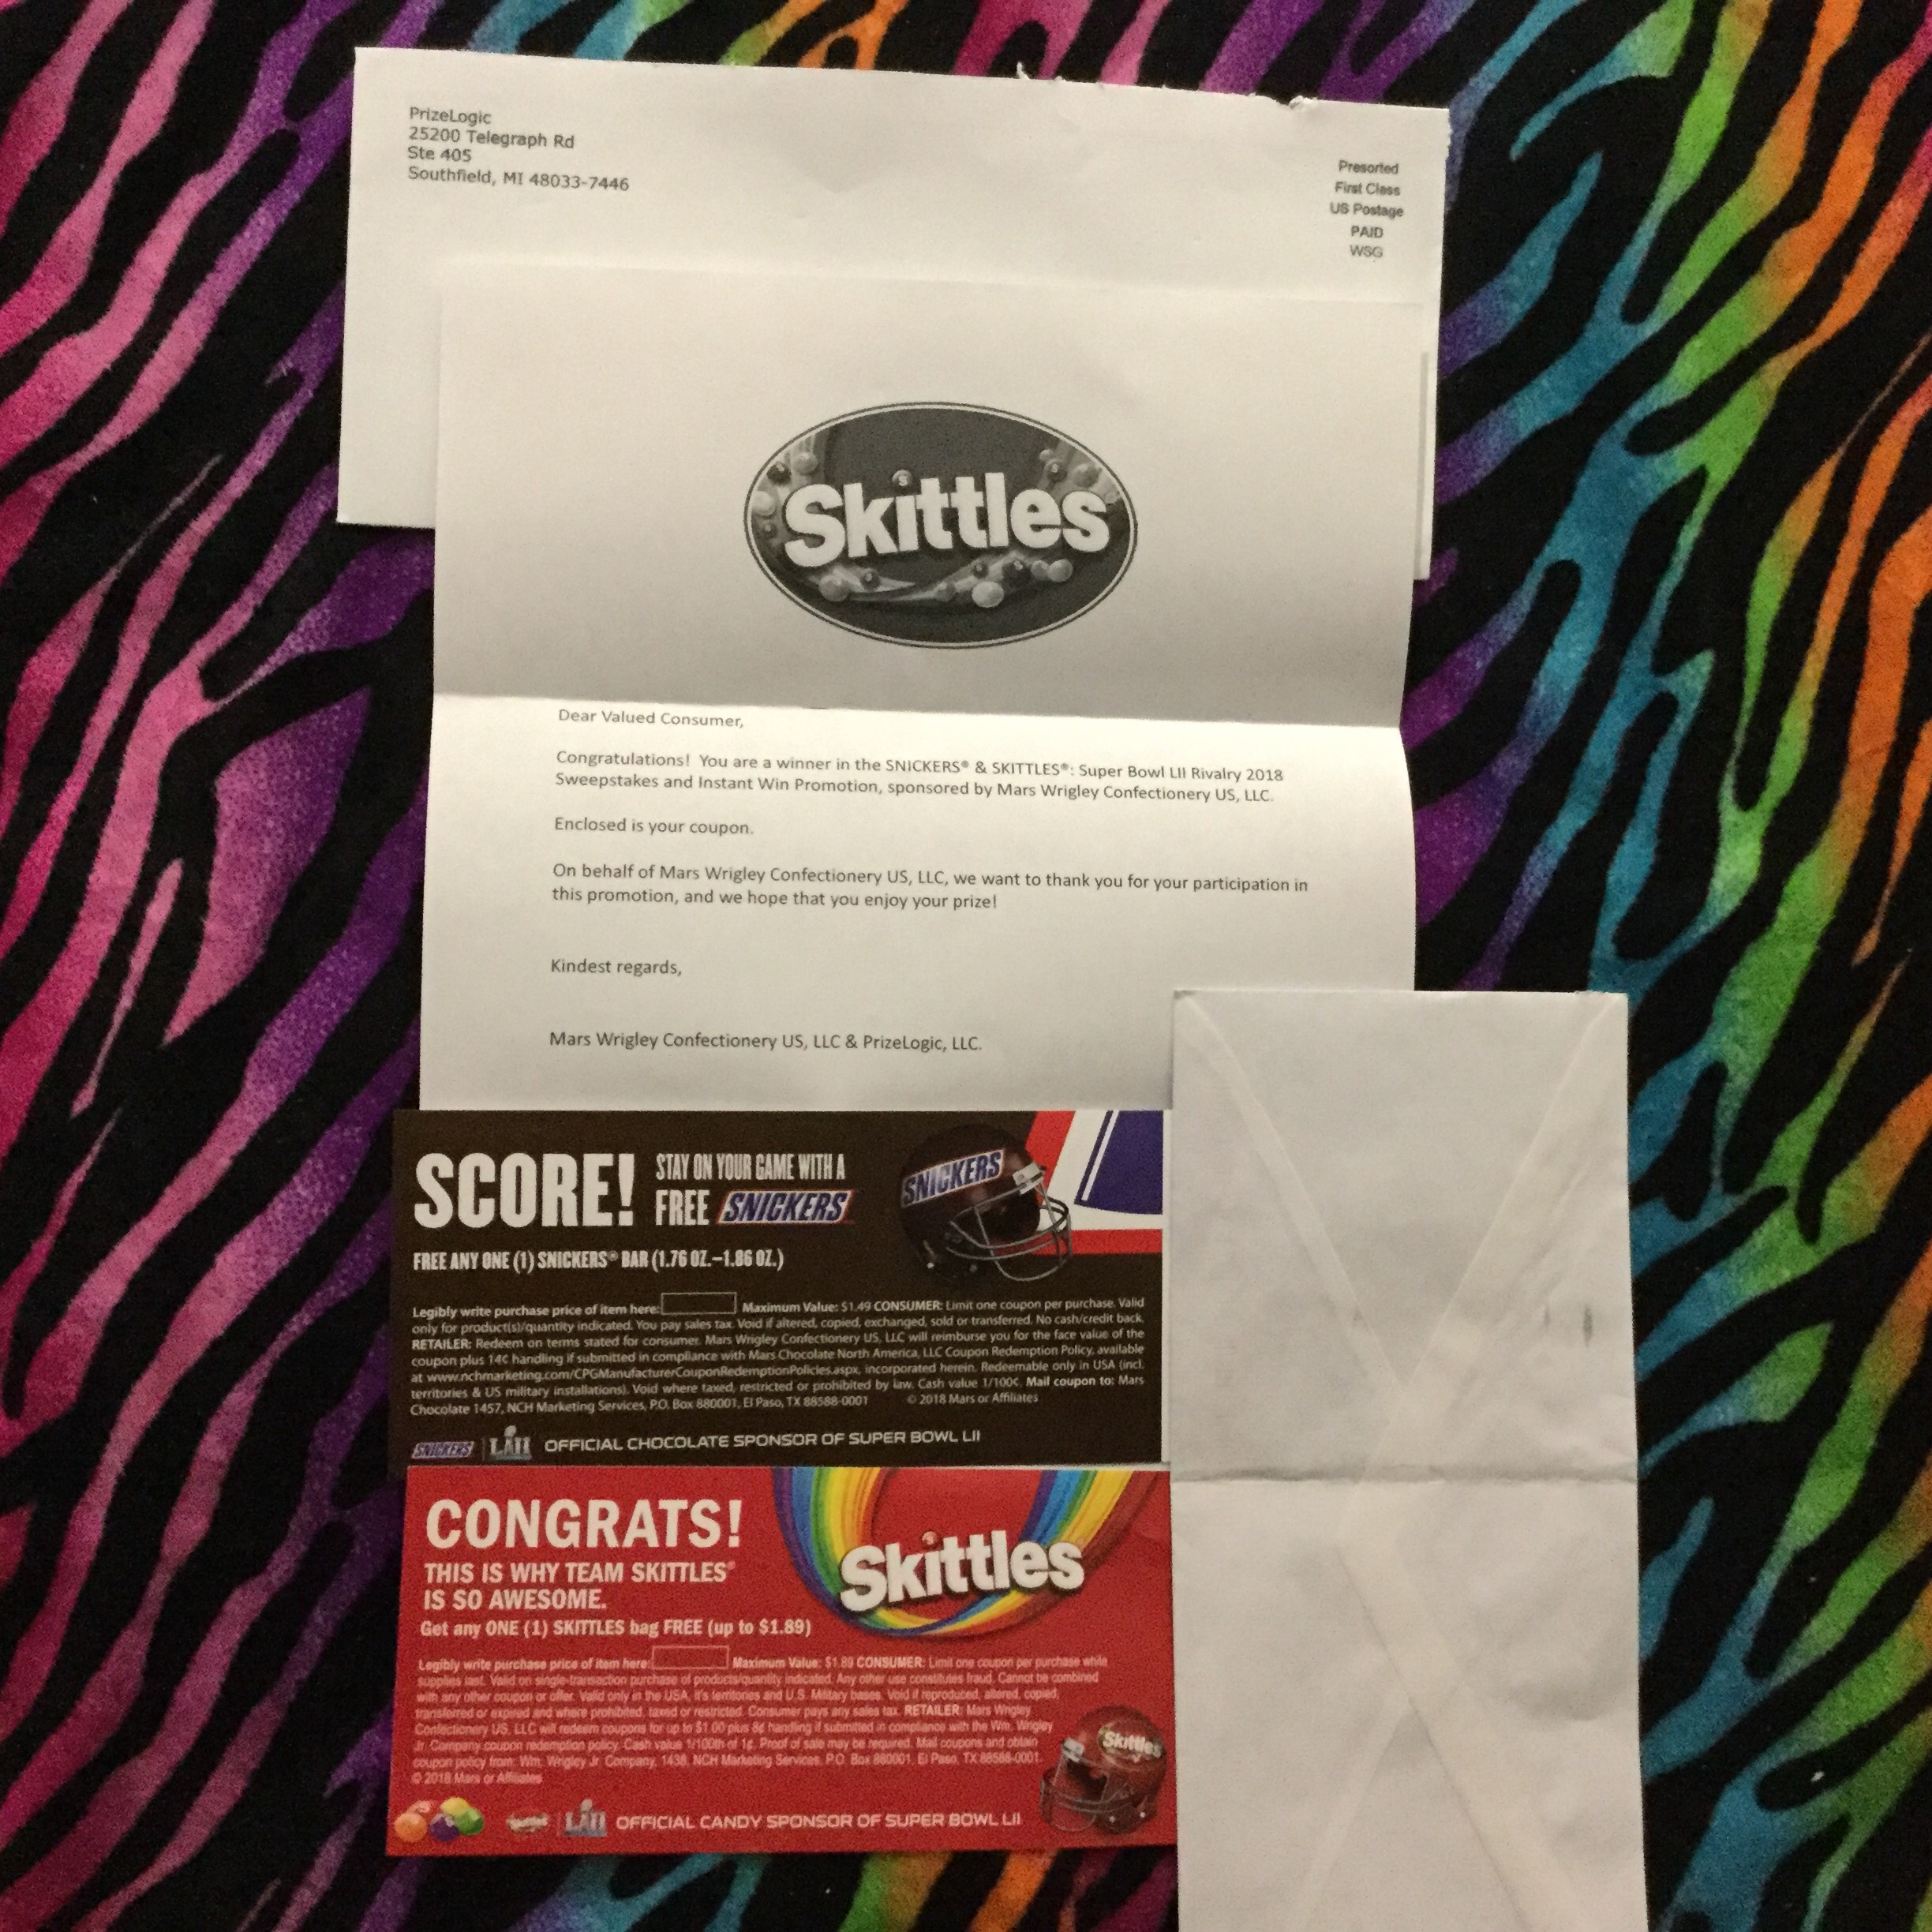 PrizeLogic
25200 Telegraph Rd
Ste 405
Southfield, MI 48033-7446
Presorted
First Class
US Postage
PAID
WSG
Skittles
Dear Valued Consumer,
Congratulations! You are a winner in the SNICKERS® & SKITTLES®: Super Bowl LII Rivalry 2018
Sweepstakes and Instant Win Promotion, sponsored by Mars Wrigley Confectionery US, LLC.
Enclosed is your coupon.
On behalf of Mars Wrigley Confectionery US, LLC, we want to thank you for your participation in
this promotion, and we hope that you enjoy your prize!
Kindest regards,
Mars Wrigley Confectionery US, LLC & PrizeLogic, LLC.
SCORE!
STAY ON YOUR GAME WITH A
FREE SNICKERS
SNICKERS
FREE ANY ONE (1) SNICKERS® BAR (1.76 OZ.–1.86 OZ.)
Legibly write purchase price of item here: Maximum Value: $1.49 CONSUMER: Limit one coupon per purchase. Valid
only for product(s)/quantity indicated. You pay sales tax. Void if altered, copied, exchanged, sold or transferred. No cash/credit back.
RETAILER: Redeem on terms stated for consumer. Mars Wrigley Confectionery US, LLC will reimburse you for the face value of the
coupon plus 14¢ handling if submitted in compliance with Mars Chocolate North America, LLC Coupon Redemption Policy, available
at www.nchmarketing.com/CPGManufacturerCouponRedemptionPolicies.aspx, incorporated herein. Redeemable only in USA (incl.
territories & US military installations). Void where taxed, restricted or prohibited by law. Cash value 1/100¢. Mail coupon to: Mars
Chocolate 1457, NCH Marketing Services, P.O. Box 880001, El Paso, TX 88588-0001 © 2018 Mars or Affiliates
SNICKERS LII OFFICIAL CHOCOLATE SPONSOR OF SUPER BOWL LII
CONGRATS!
THIS IS WHY TEAM SKITTLES®
IS SO AWESOME.
Skittles
Get any ONE (1) SKITTLES bag FREE (up to $1.89)
Legibly write purchase price of item here: Maximum Value: $1.89 CONSUMER: Limit one coupon per purchase while
supplies last. Valid on single-transaction purchase of products/quantity indicated. Any other use constitutes fraud. Cannot be combined
with any other coupon or offer. Valid only in the USA, it's territories and U.S. Military bases. Void if reproduced, altered, copied,
transferred or expired and where prohibited, taxed or restricted. Consumer pays any sales tax. RETAILER: Mars Wrigley
Confectionery US, LLC will redeem coupons for up to $1.00 plus 8¢ handling if submitted in compliance with the Wm. Wrigley
Jr. Company coupon redemption policy. Cash value 1/100th of 1¢. Proof of sale may be required. Mail coupons and obtain
coupon policy from: Wm. Wrigley Jr. Company, 1438, NCH Marketing Services, P.O. Box 880001, El Paso, TX 88588-0001.
© 2018 Mars or Affiliates
Skittles
Skittles LII OFFICIAL CANDY SPONSOR OF SUPER BOWL LII